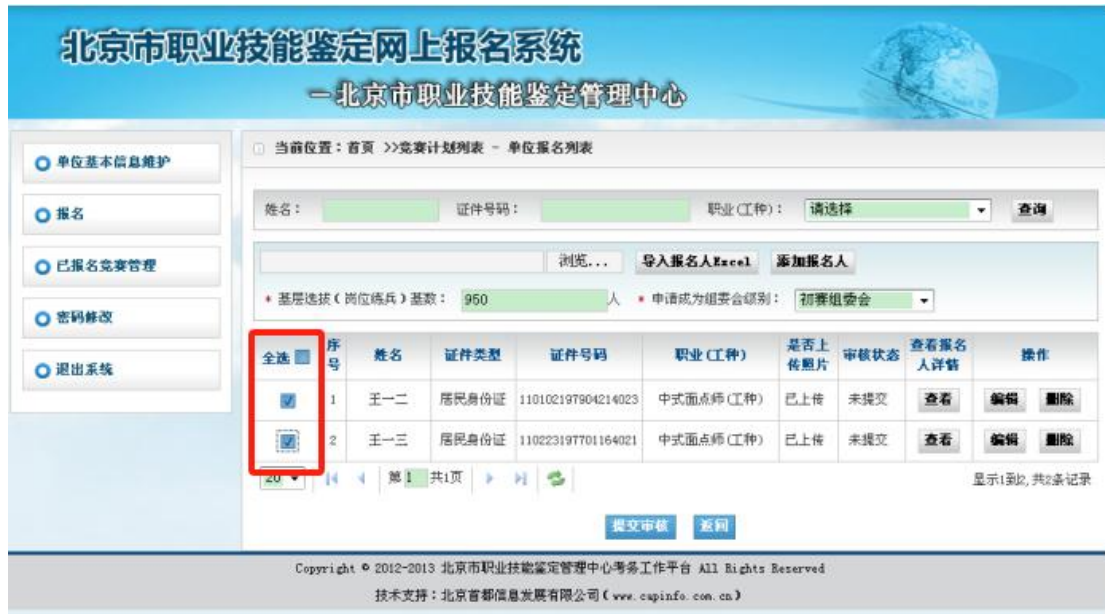 北京市职业技能鉴定网上报名系统
—北京市职业技能鉴定管理中心
单位基本信息维护
报名
已报名竞赛管理
密码修改
退出系统
当前位置：首页 >>竞赛计划列表 - 单位报名列表
姓名： 证件号码： 职业(工种)： 请选择 查询
浏览... 导入报名人Excel 添加报名人
* 基层选拔(岗位练兵)基数： 950 人 * 申请成为组委会级别： 初赛组委会
全选 序号 姓名 证件类型 证件号码 职业(工种) 是否上传照片 审核状态 查看报名人详情 操作
1 王一二 居民身份证 110102197904214023 中式面点师(工种) 已上传 未提交 查看 编辑 删除
2 王一三 居民身份证 110223197701164021 中式面点师(工种) 已上传 未提交 查看 编辑 删除
20 第 1 共1页 显示1到2,共2条记录
提交审核 返回
Copyright © 2012-2013 北京市职业技能鉴定管理中心考务工作平台 All Rights Reserved
技术支持：北京首都信息发展有限公司(www.capinfo.com.cn)